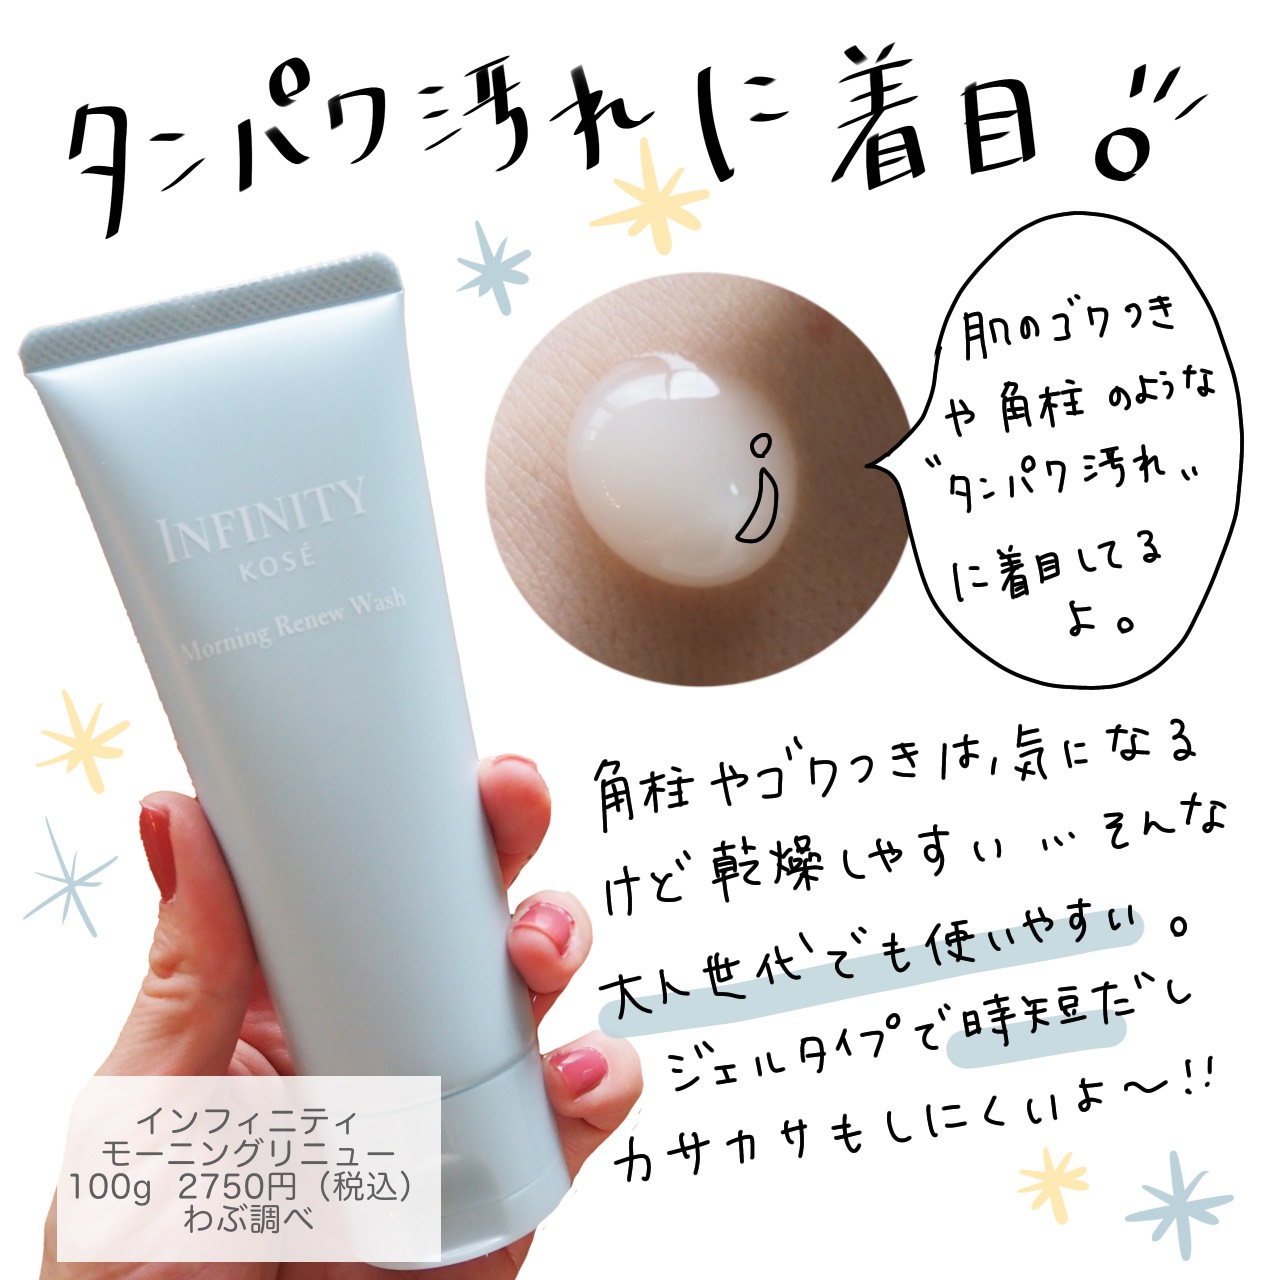 タンパク汚れに着目。
INFINITY
KOSÉ
Morning Renew Wash
肌のゴワつき
や角柱のような
〝タンパク汚れ〟
に着目してる
よ。
角柱やゴワつきは、気になる
けど乾燥しやすい…そんな
大人世代でも使いやすい。
ジェルタイプで時短だし
カサカサもしにくいよ〜!!
インフィニティ
モーニングリニュー
100g 2750円（税込）
わぶ調べ